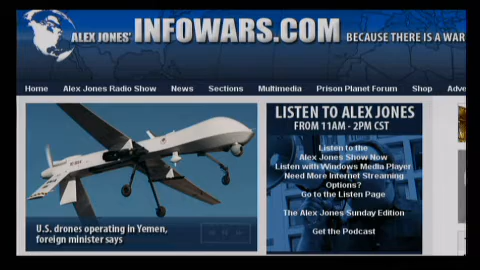 ALEX JONES' INFOWARS.COM BECAUSE THERE IS A WAR
Home Alex Jones Radio Show News Sections Multimedia Prison Planet Forum Shop Adve
LISTEN TO ALEX JONES
FROM 11AM - 2PM CST
Listen to the
Alex Jones Show Now
Listen with Windows Media Player
Need More Internet Streaming
Options?
Go to the Listen Page
The Alex Jones Sunday Edition
Get the Podcast
U.S. drones operating in Yemen,
foreign minister says